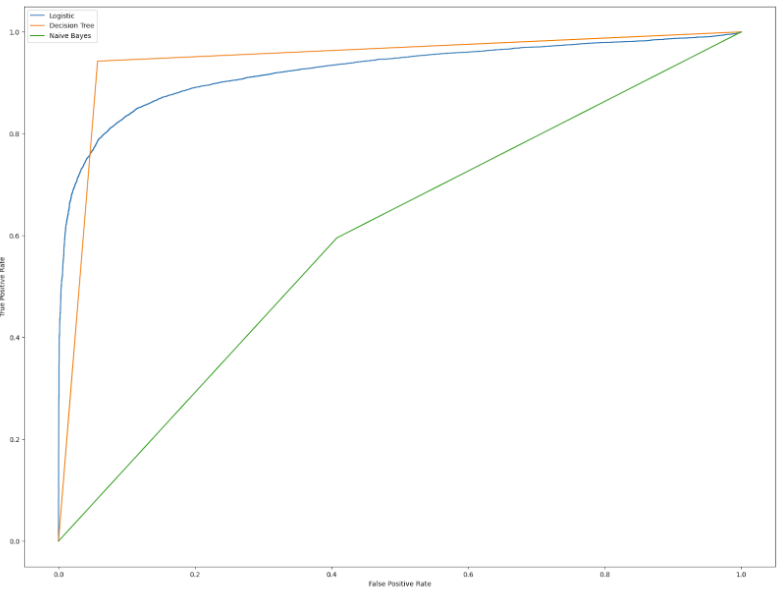 Logistic
Decision Tree
Naive Bayes
1.0
0.8
0.6
0.4
0.2
0.0
True Positive Rate
0.0 0.2 0.4 0.6 0.8 1.0
False Positive Rate